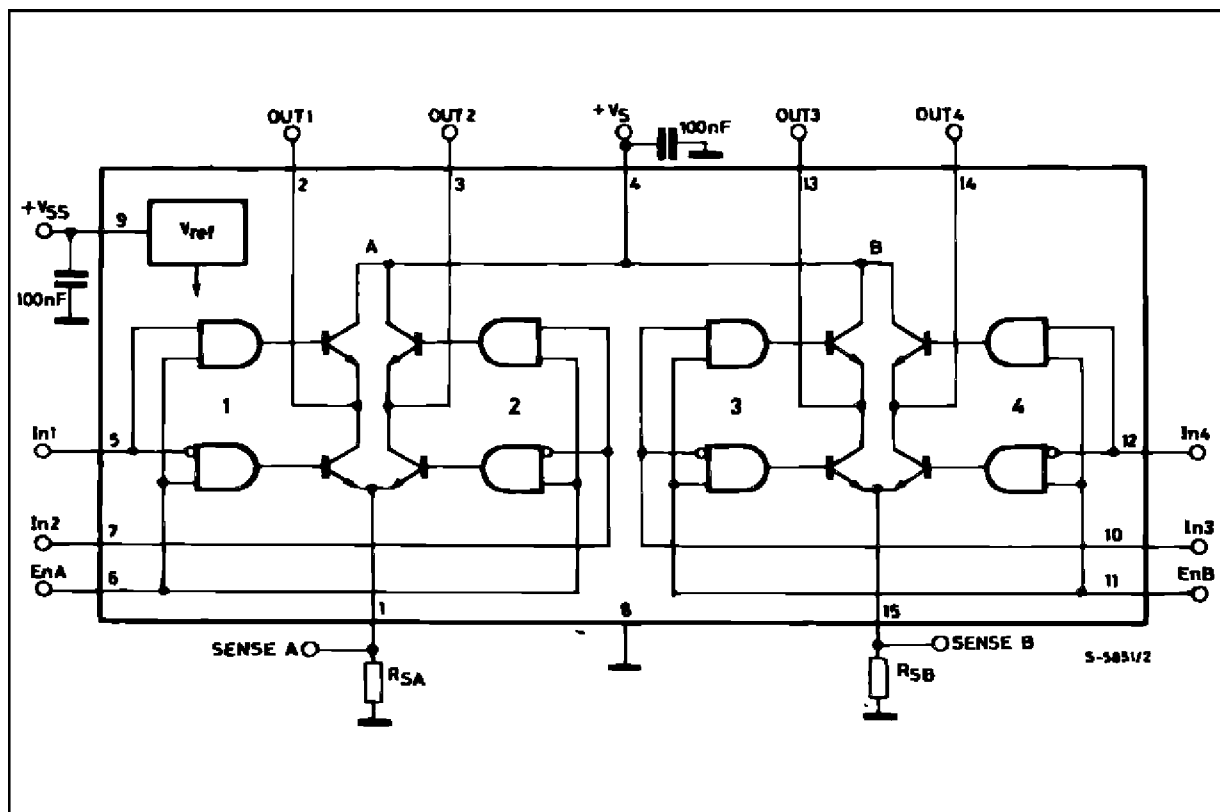 OUT1 OUT2 +VS 100nF OUT3 OUT4
2 3 4 13 14
+VSS 9 Vref
A B
100nF
1 2 3 4
In1 5 12 In4
In2 7 10 In3
EnA 6 11 EnB
1 8 15
SENSE A SENSE B S-5851/2
RSA RSB